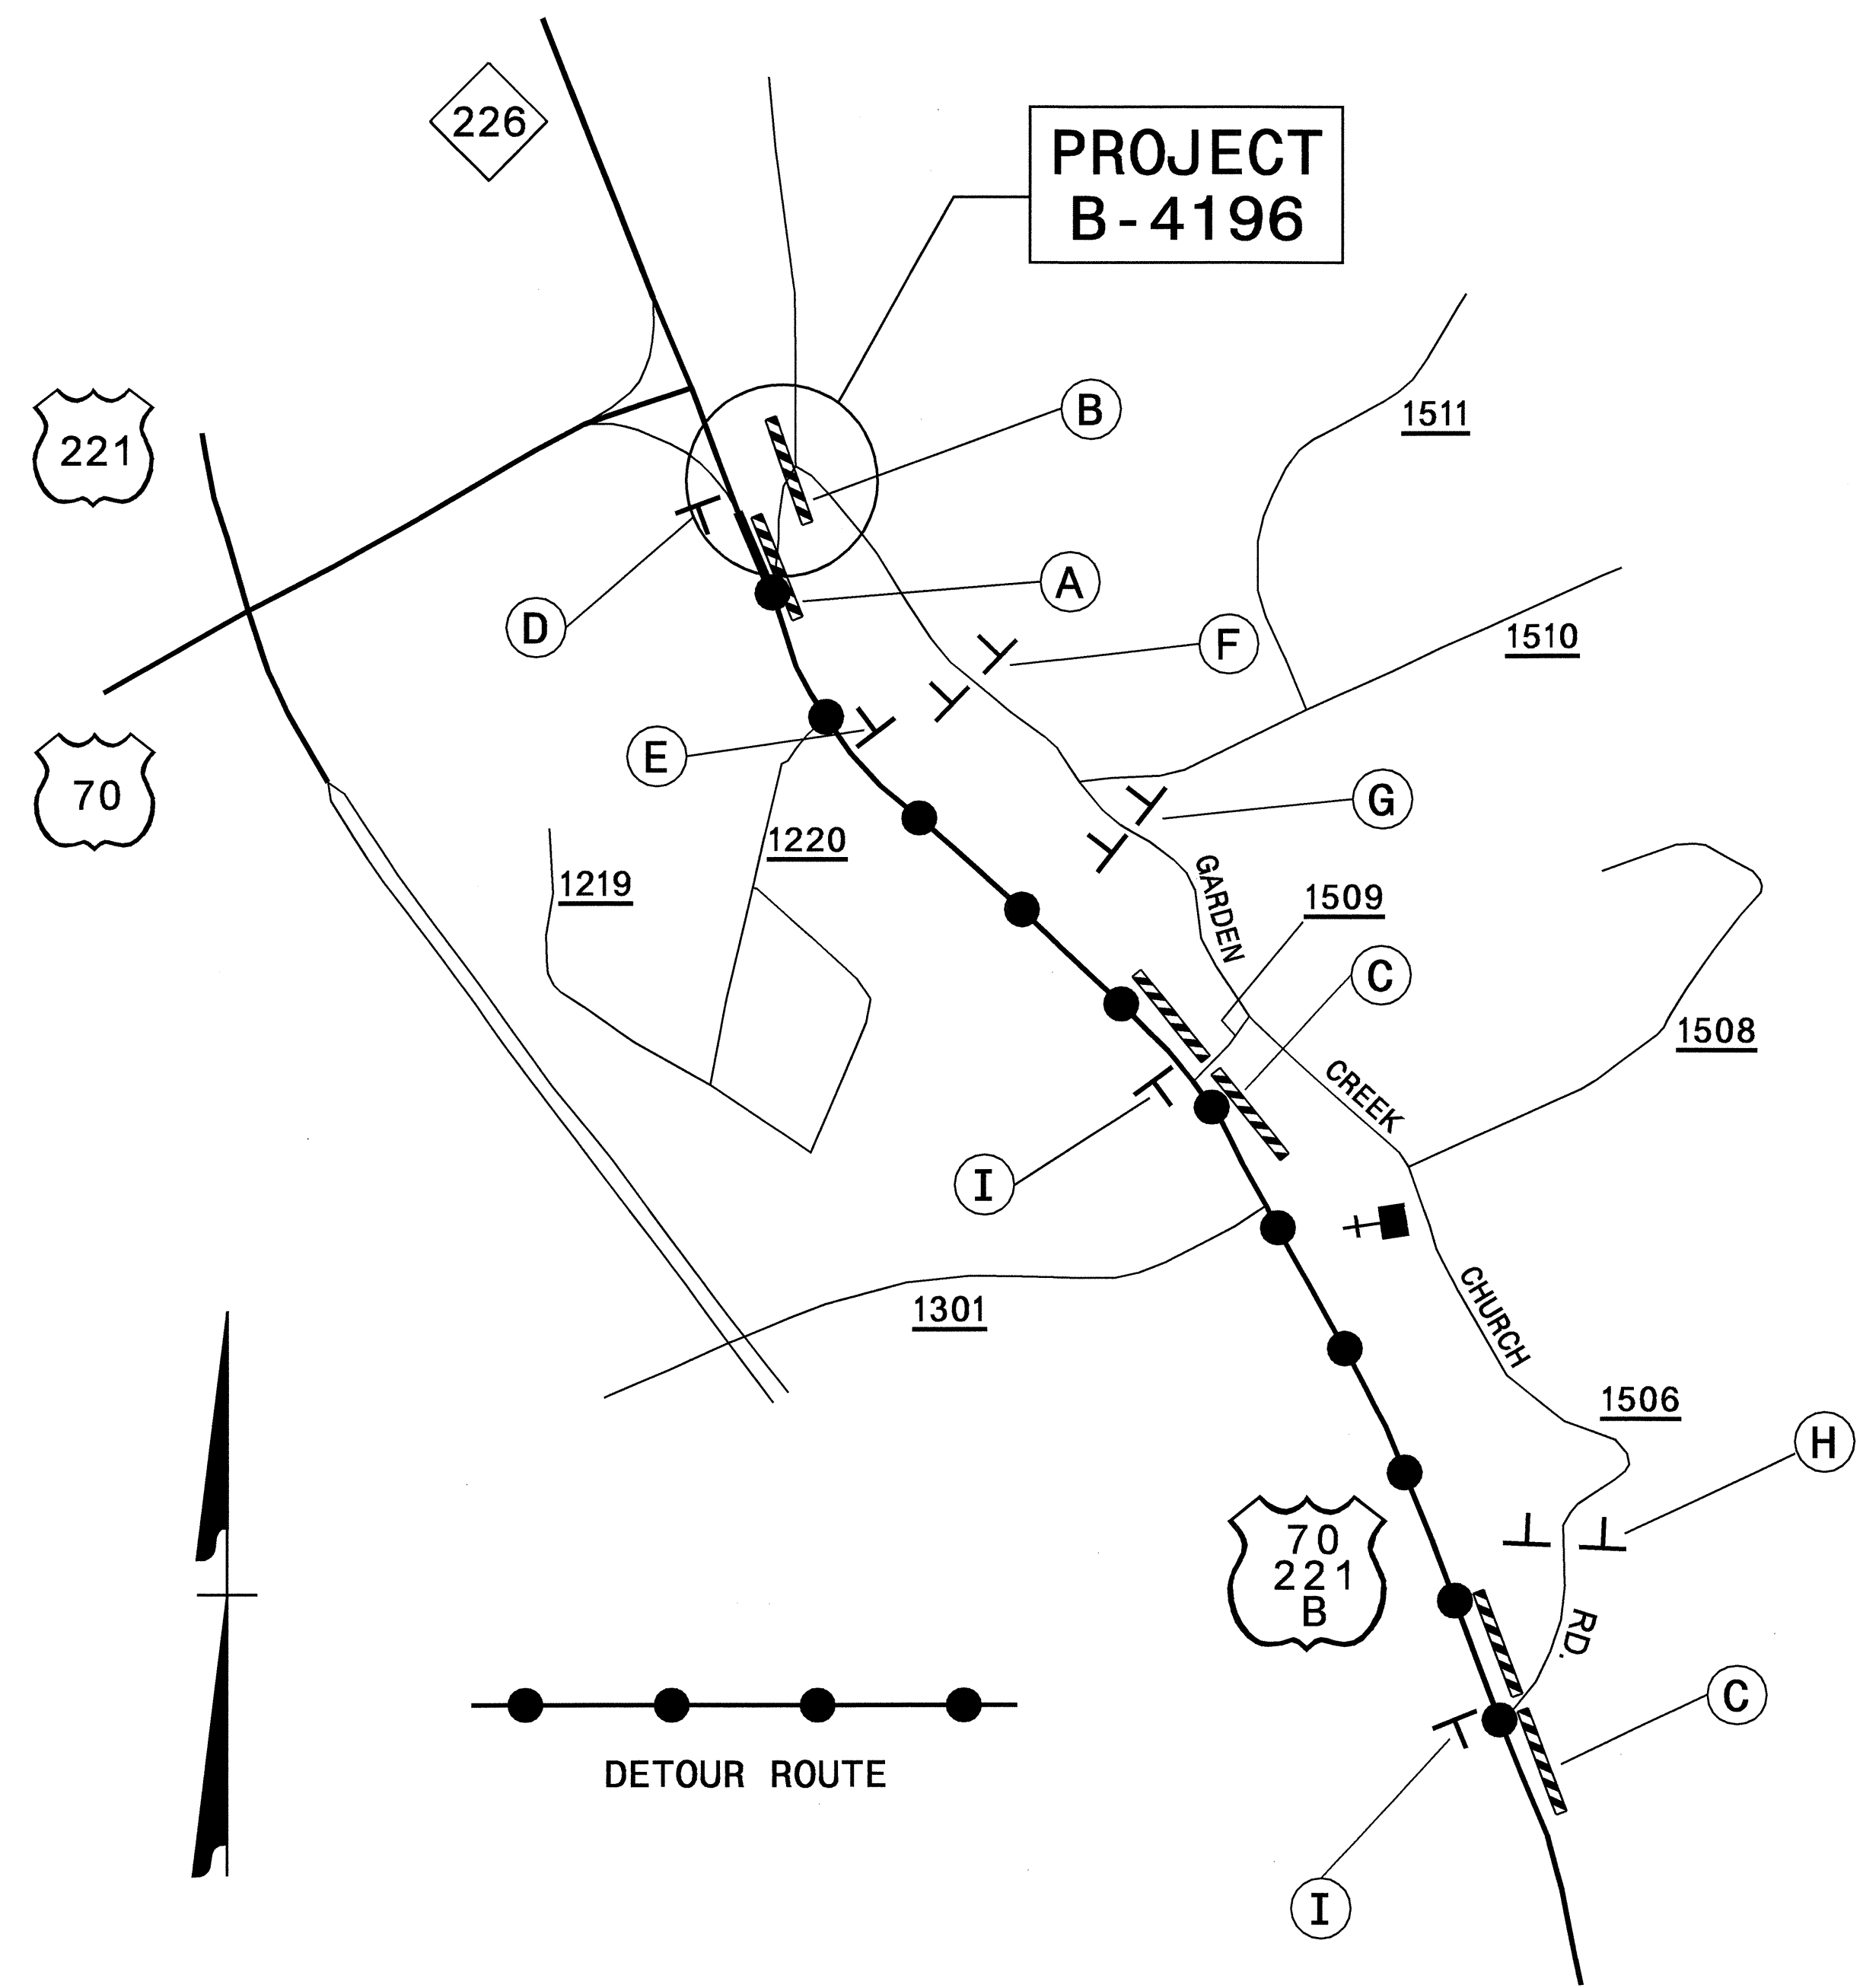 226
PROJECT
B-4196
221
B
1511
A
D
F
1510
E
70
G
1220
1219
GARDEN
1509
C
1508
CREEK
I
1301
CHURCH
1506
H
70
221
B
RD.
C
DETOUR ROUTE
I